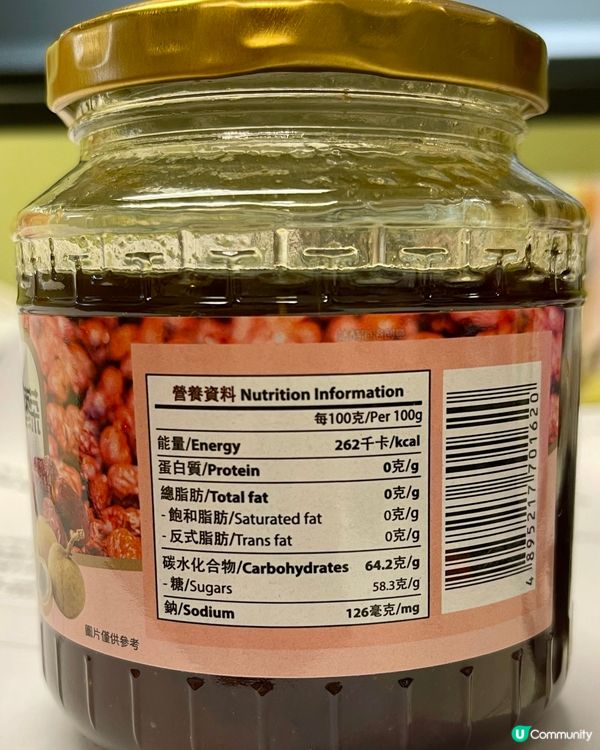 營養資料 Nutrition Information
每100克/Per 100g
能量/Energy 262千卡/kcal
蛋白質/Protein 0克/g
總脂肪/Total fat 0克/g
- 飽和脂肪/Saturated fat 0克/g
- 反式脂肪/Trans fat 0克/g
碳水化合物/Carbohydrates 64.2克/g
- 糖/Sugars 58.3克/g
鈉/Sodium 126毫克/mg
4 895217 701620
圖片僅供參考
U Community